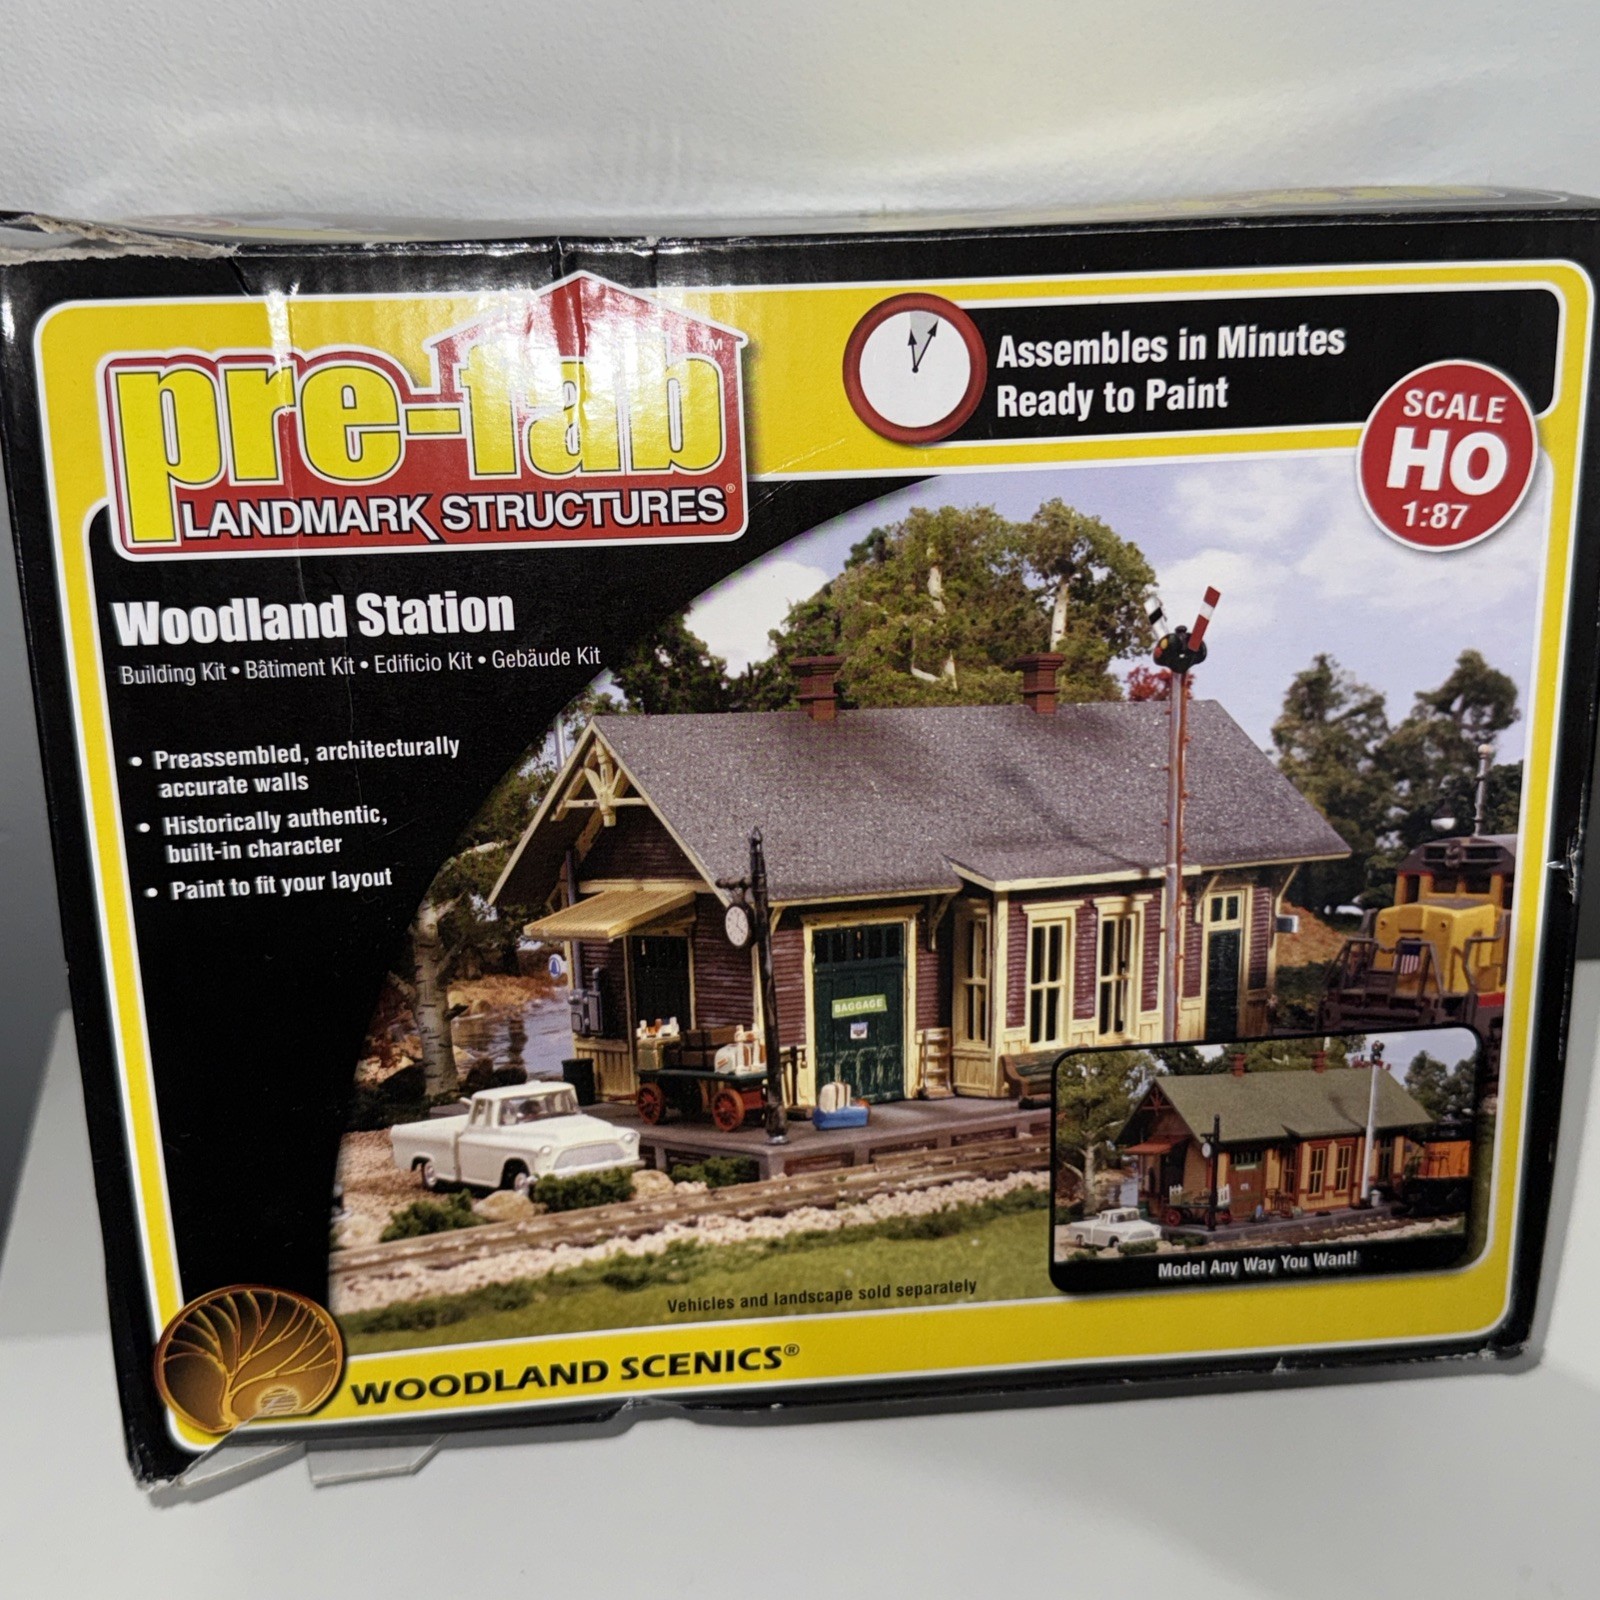 pre-fab™
LANDMARK STRUCTURES®
Assembles in Minutes
Ready to Paint
SCALE
HO
1:87
Woodland Station
Building Kit • Bâtiment Kit • Edificio Kit • Gebäude Kit
• Preassembled, architecturally
accurate walls
• Historically authentic,
built-in character
• Paint to fit your layout
BAGGAGE
Model Any Way You Want!
Vehicles and landscape sold separately
WOODLAND SCENICS®